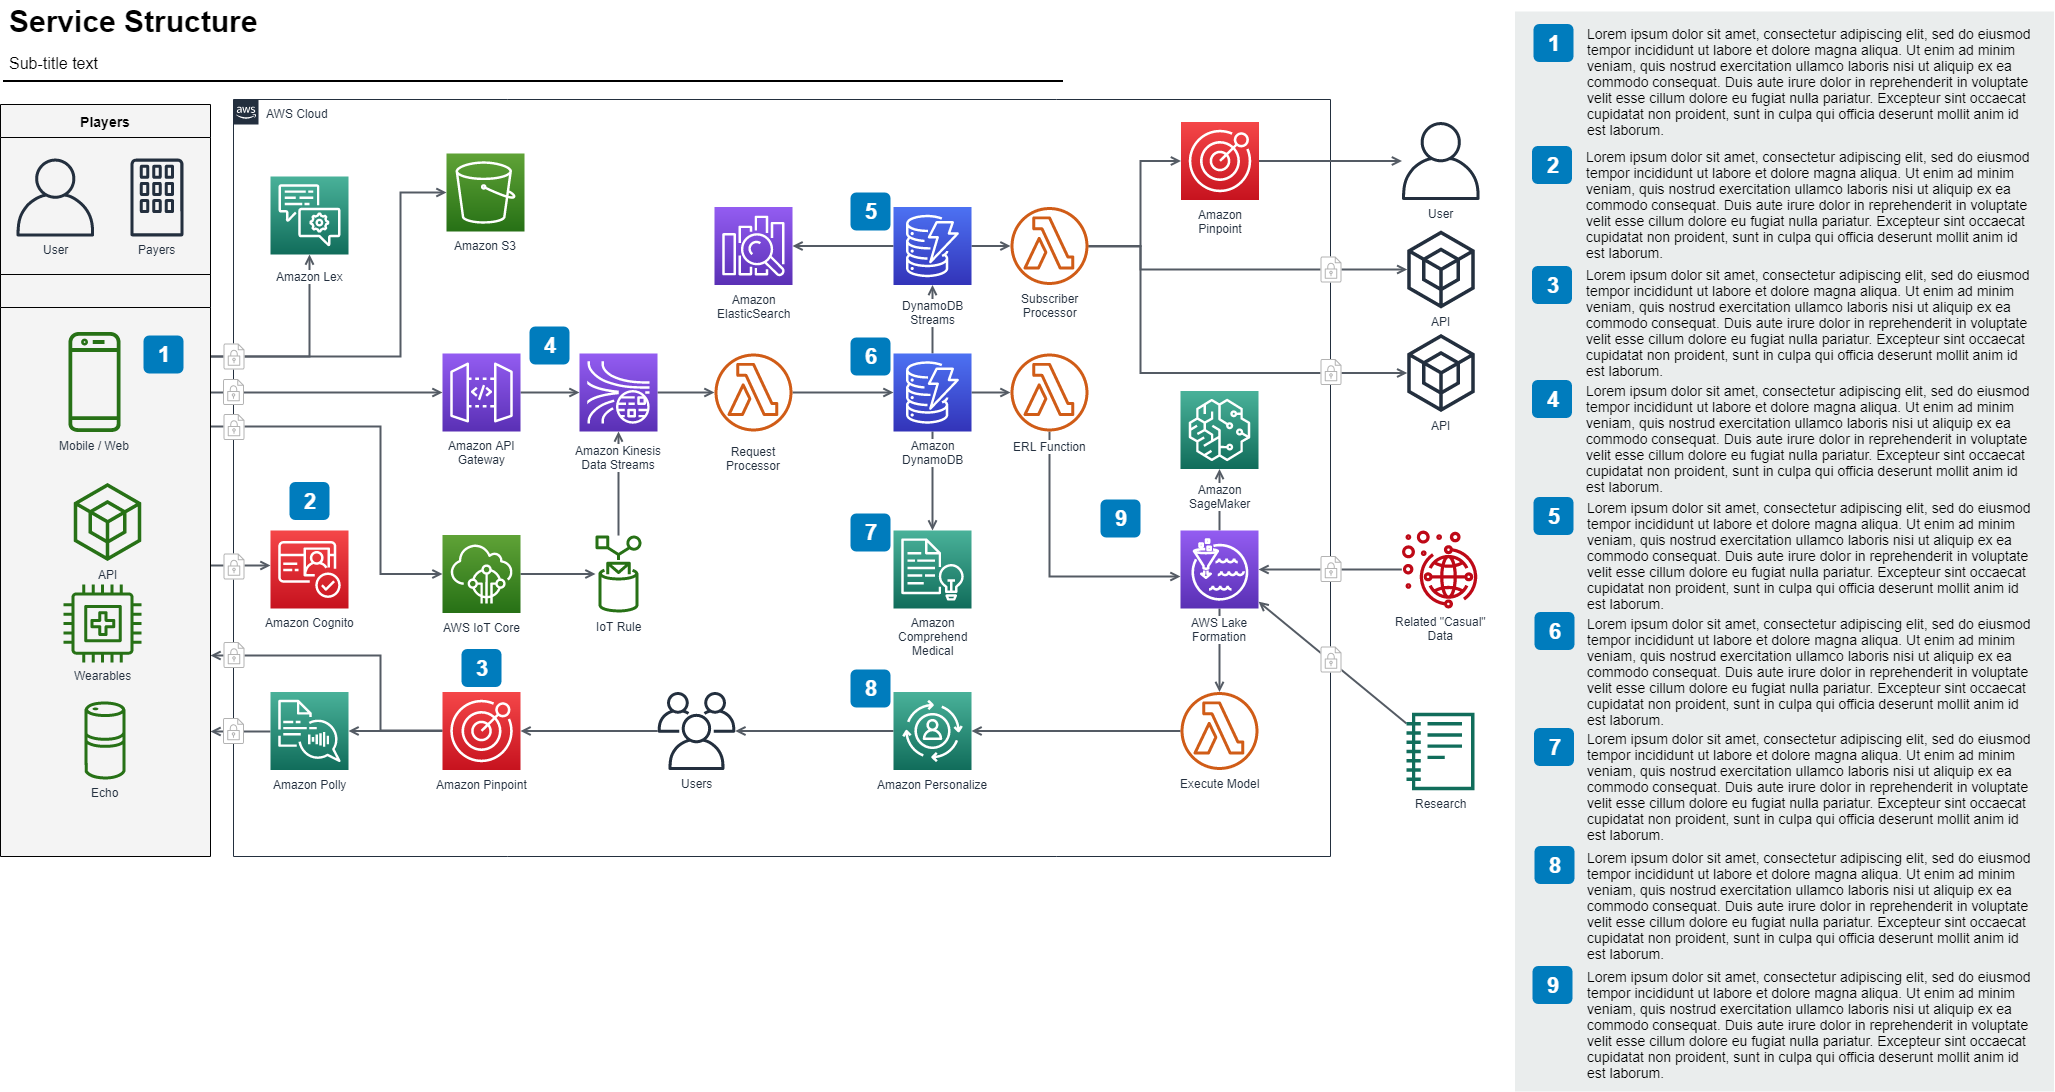 Service Structure
Sub-title text
Players
User
Payers
1
Mobile / Web
API
Wearables
Echo
aws
AWS Cloud
Amazon Lex
Amazon S3
4
Amazon API
Gateway
Amazon Kinesis
Data Streams
Request
Processor
2
Amazon Cognito
AWS IoT Core
IoT Rule
3
Amazon Polly
Amazon Pinpoint
Users
5
Amazon
ElasticSearch
DynamoDB
Streams
Subscriber
Processor
6
Amazon
DynamoDB
ERL Function
7
Amazon
Comprehend
Medical
8
Amazon Personalize
Amazon
Pinpoint
9
Amazon
SageMaker
AWS Lake
Formation
Execute Model
User
API
API
Related "Casual"
Data
Research
1
Lorem ipsum dolor sit amet, consectetur adipiscing elit, sed do eiusmod
tempor incididunt ut labore et dolore magna aliqua. Ut enim ad minim
veniam, quis nostrud exercitation ullamco laboris nisi ut aliquip ex ea
commodo consequat. Duis aute irure dolor in reprehenderit in voluptate
velit esse cillum dolore eu fugiat nulla pariatur. Excepteur sint occaecat
cupidatat non proident, sunt in culpa qui officia deserunt mollit anim id
est laborum.
2
Lorem ipsum dolor sit amet, consectetur adipiscing elit, sed do eiusmod
tempor incididunt ut labore et dolore magna aliqua. Ut enim ad minim
veniam, quis nostrud exercitation ullamco laboris nisi ut aliquip ex ea
commodo consequat. Duis aute irure dolor in reprehenderit in voluptate
velit esse cillum dolore eu fugiat nulla pariatur. Excepteur sint occaecat
cupidatat non proident, sunt in culpa qui officia deserunt mollit anim id
est laborum.
3
Lorem ipsum dolor sit amet, consectetur adipiscing elit, sed do eiusmod
tempor incididunt ut labore et dolore magna aliqua. Ut enim ad minim
veniam, quis nostrud exercitation ullamco laboris nisi ut aliquip ex ea
commodo consequat. Duis aute irure dolor in reprehenderit in voluptate
velit esse cillum dolore eu fugiat nulla pariatur. Excepteur sint occaecat
cupidatat non proident, sunt in culpa qui officia deserunt mollit anim id
est laborum.
4
Lorem ipsum dolor sit amet, consectetur adipiscing elit, sed do eiusmod
tempor incididunt ut labore et dolore magna aliqua. Ut enim ad minim
veniam, quis nostrud exercitation ullamco laboris nisi ut aliquip ex ea
commodo consequat. Duis aute irure dolor in reprehenderit in voluptate
velit esse cillum dolore eu fugiat nulla pariatur. Excepteur sint occaecat
cupidatat non proident, sunt in culpa qui officia deserunt mollit anim id
est laborum.
5
Lorem ipsum dolor sit amet, consectetur adipiscing elit, sed do eiusmod
tempor incididunt ut labore et dolore magna aliqua. Ut enim ad minim
veniam, quis nostrud exercitation ullamco laboris nisi ut aliquip ex ea
commodo consequat. Duis aute irure dolor in reprehenderit in voluptate
velit esse cillum dolore eu fugiat nulla pariatur. Excepteur sint occaecat
cupidatat non proident, sunt in culpa qui officia deserunt mollit anim id
est laborum.
6
Lorem ipsum dolor sit amet, consectetur adipiscing elit, sed do eiusmod
tempor incididunt ut labore et dolore magna aliqua. Ut enim ad minim
veniam, quis nostrud exercitation ullamco laboris nisi ut aliquip ex ea
commodo consequat. Duis aute irure dolor in reprehenderit in voluptate
velit esse cillum dolore eu fugiat nulla pariatur. Excepteur sint occaecat
cupidatat non proident, sunt in culpa qui officia deserunt mollit anim id
est laborum.
7
Lorem ipsum dolor sit amet, consectetur adipiscing elit, sed do eiusmod
tempor incididunt ut labore et dolore magna aliqua. Ut enim ad minim
veniam, quis nostrud exercitation ullamco laboris nisi ut aliquip ex ea
commodo consequat. Duis aute irure dolor in reprehenderit in voluptate
velit esse cillum dolore eu fugiat nulla pariatur. Excepteur sint occaecat
cupidatat non proident, sunt in culpa qui officia deserunt mollit anim id
est laborum.
8
Lorem ipsum dolor sit amet, consectetur adipiscing elit, sed do eiusmod
tempor incididunt ut labore et dolore magna aliqua. Ut enim ad minim
veniam, quis nostrud exercitation ullamco laboris nisi ut aliquip ex ea
commodo consequat. Duis aute irure dolor in reprehenderit in voluptate
velit esse cillum dolore eu fugiat nulla pariatur. Excepteur sint occaecat
cupidatat non proident, sunt in culpa qui officia deserunt mollit anim id
est laborum.
9
Lorem ipsum dolor sit amet, consectetur adipiscing elit, sed do eiusmod
tempor incididunt ut labore et dolore magna aliqua. Ut enim ad minim
veniam, quis nostrud exercitation ullamco laboris nisi ut aliquip ex ea
commodo consequat. Duis aute irure dolor in reprehenderit in voluptate
velit esse cillum dolore eu fugiat nulla pariatur. Excepteur sint occaecat
cupidatat non proident, sunt in culpa qui officia deserunt mollit anim id
est laborum.